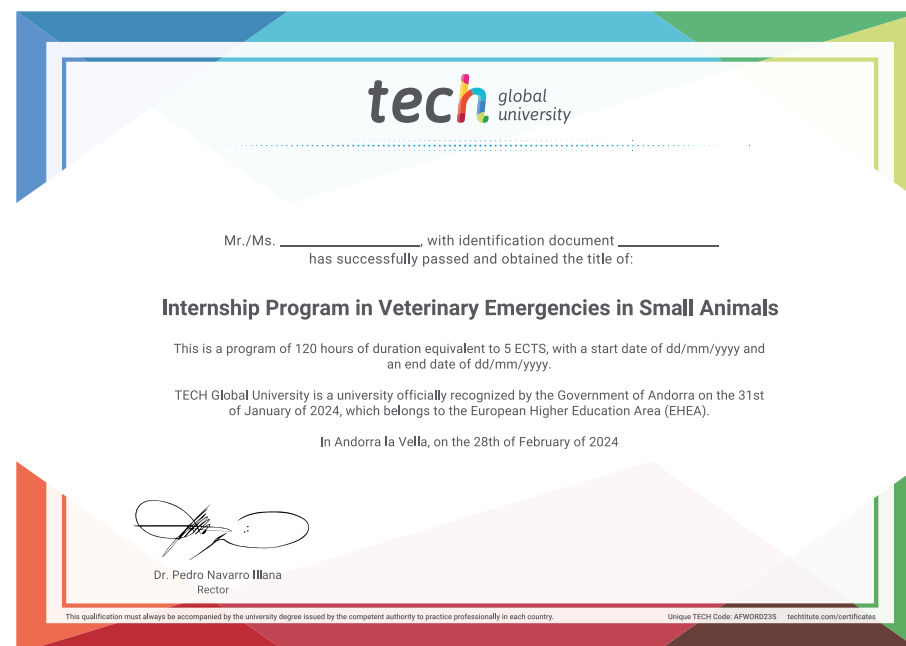 tech global
university
Mr./Ms. ____________, with identification document ____________
has successfully passed and obtained the title of:
Internship Program in Veterinary Emergencies in Small Animals
This is a program of 120 hours of duration equivalent to 5 ECTS, with a start date of dd/mm/yyyy and
an end date of dd/mm/yyyy.
TECH Global University is a university officially recognized by the Government of Andorra on the 31st
of January of 2024, which belongs to the European Higher Education Area (EHEA).
In Andorra la Vella, on the 28th of February of 2024
Dr. Pedro Navarro Illana
Rector
This qualification must always be accompanied by the university degree issued by the competent authority to practice professionally in each country.
Unique TECH Code: AFWORD23S techtitute.com/certificates